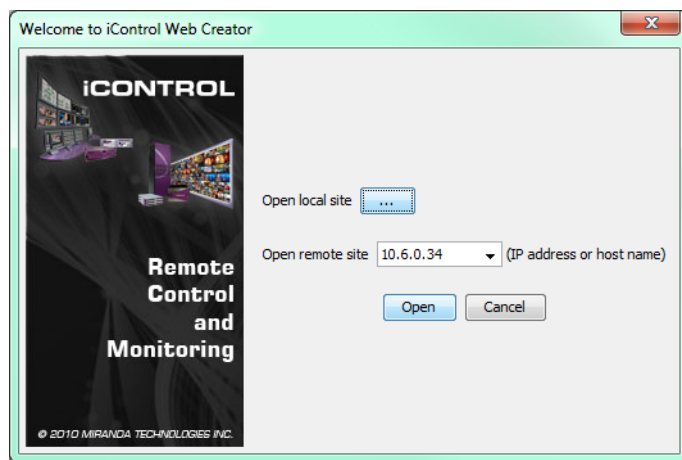 Welcome to iControl Web Creator
iCONTROL
Open local site ...
Open remote site 10.6.0.34 (IP address or host name)
Remote
Control
and
Monitoring
Open Cancel
© 2010 MIRANDA TECHNOLOGIES INC.